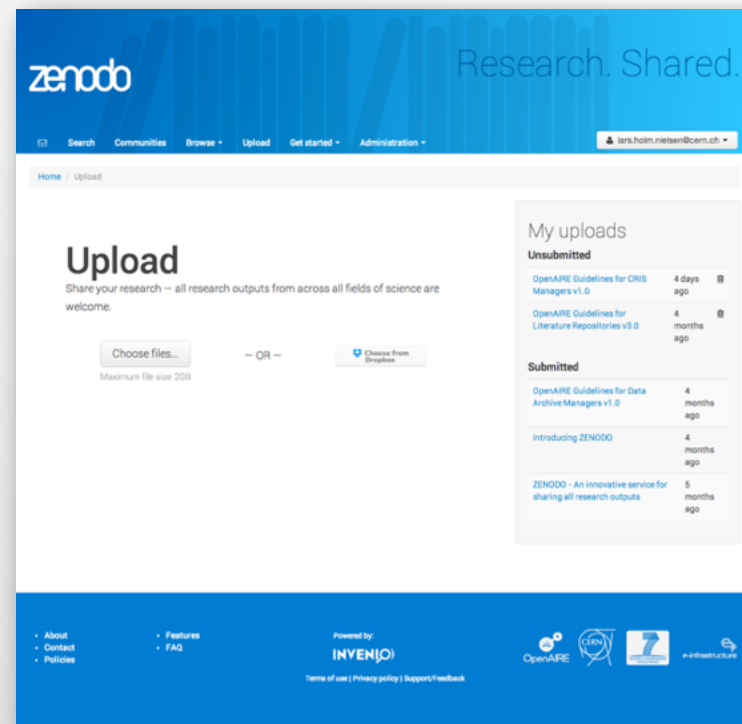 zenodo
Research. Shared.
Search Communities Browse Upload Get started Administration
lars.holm.nielsen@cern.ch
Home / Upload
Upload
Share your research — all research outputs from across all fields of science are
welcome.
Choose files...
— OR —
Choose from
Dropbox
Maximum file size 2GB
My uploads
Unsubmitted
OpenAIRE Guidelines for CRIS 4 days
Managers v1.0 ago
OpenAIRE Guidelines for 4
Literature Repositories v3.0 months
ago
Submitted
OpenAIRE Guidelines for Data 4
Archive Managers v1.0 months
ago
Introducing ZENODO 4
months
ago
ZENODO - An innovative service for 5
sharing all research outputs months
ago
• About
• Contact
• Policies
• Features
• FAQ
Powered by:
INVENIO
Terms of use | Privacy policy | Support/Feedback
OpenAIRE
CERN
7
e-infrastructure